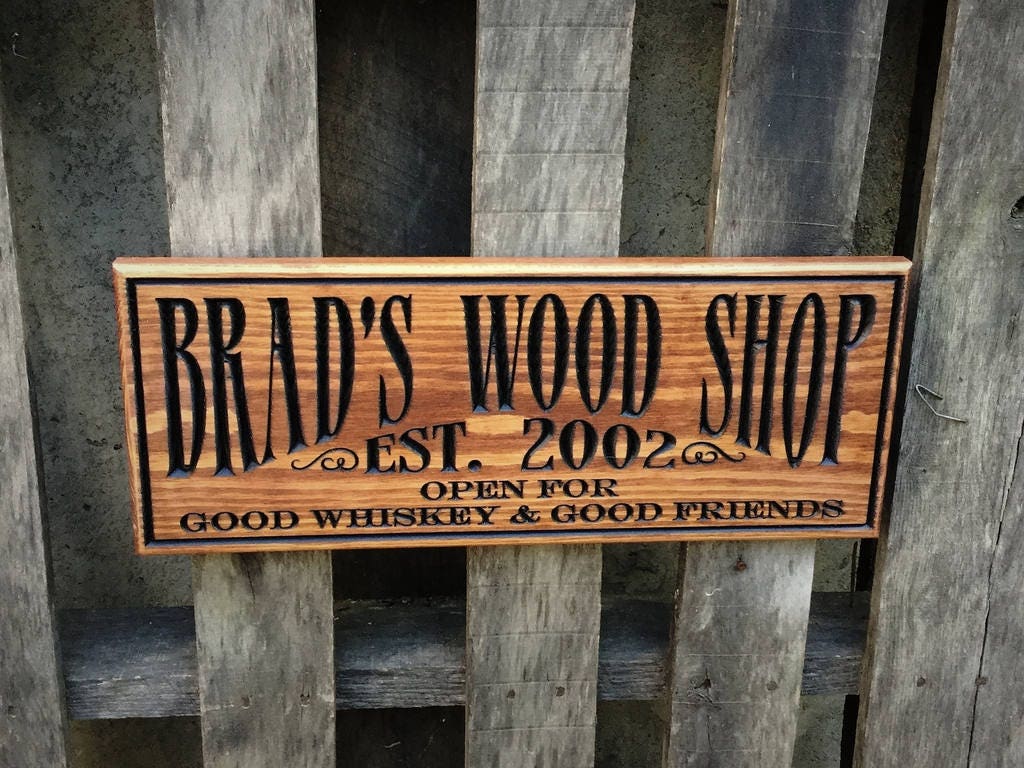 BRAD'S WOOD SHOP
EST. 2002
OPEN FOR
GOOD WHISKEY & GOOD FRIENDS